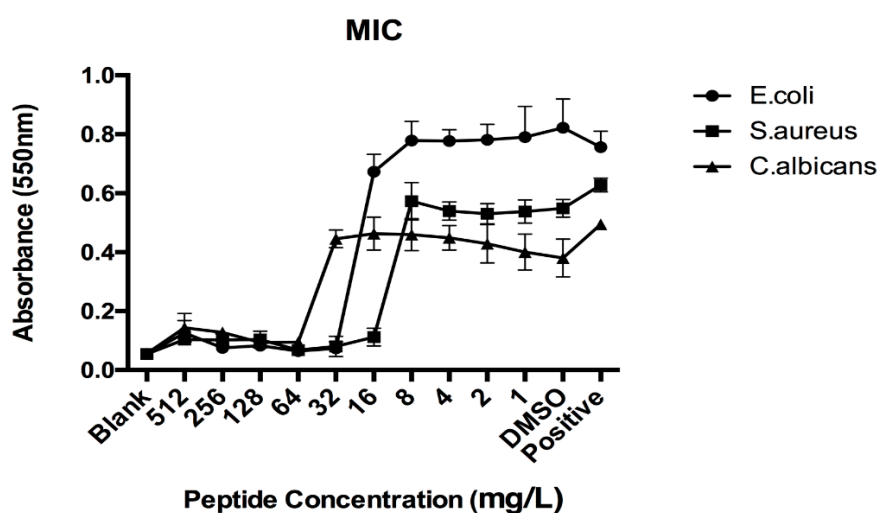 MIC
1.0
0.8
0.6
0.4
0.2
0.0
Absorbance (550nm)
Blank
512
256
128
64
32
16
8
4
2
1
DMSO
Positive
Peptide Concentration (mg/L)
E.coli
S.aureus
C.albicans